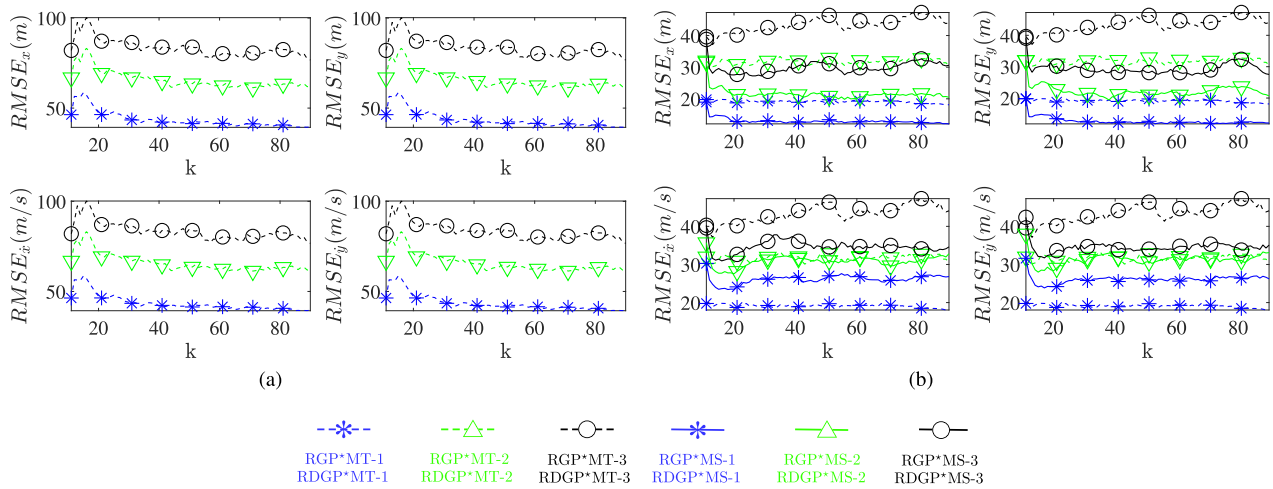 100
50
RMSE_x(m)
20 40 60 80
k
100
50
RMSE_y(m)
20 40 60 80
k
40
30
20
RMSE_x(m)
20 40 60 80
k
40
30
20
RMSE_y(m)
20 40 60 80
k
100
50
RMSE_ẋ(m/s)
20 40 60 80
k
100
50
RMSE_ẏ(m/s)
20 40 60 80
k
40
30
20
RMSE_ẋ(m/s)
20 40 60 80
k
40
30
20
RMSE_ẏ(m/s)
20 40 60 80
k
(a)
(b)
RGP*MT-1
RDGP*MT-1
RGP*MT-2
RDGP*MT-2
RGP*MT-3
RDGP*MT-3
RGP*MS-1
RDGP*MS-1
RGP*MS-2
RDGP*MS-2
RGP*MS-3
RDGP*MS-3